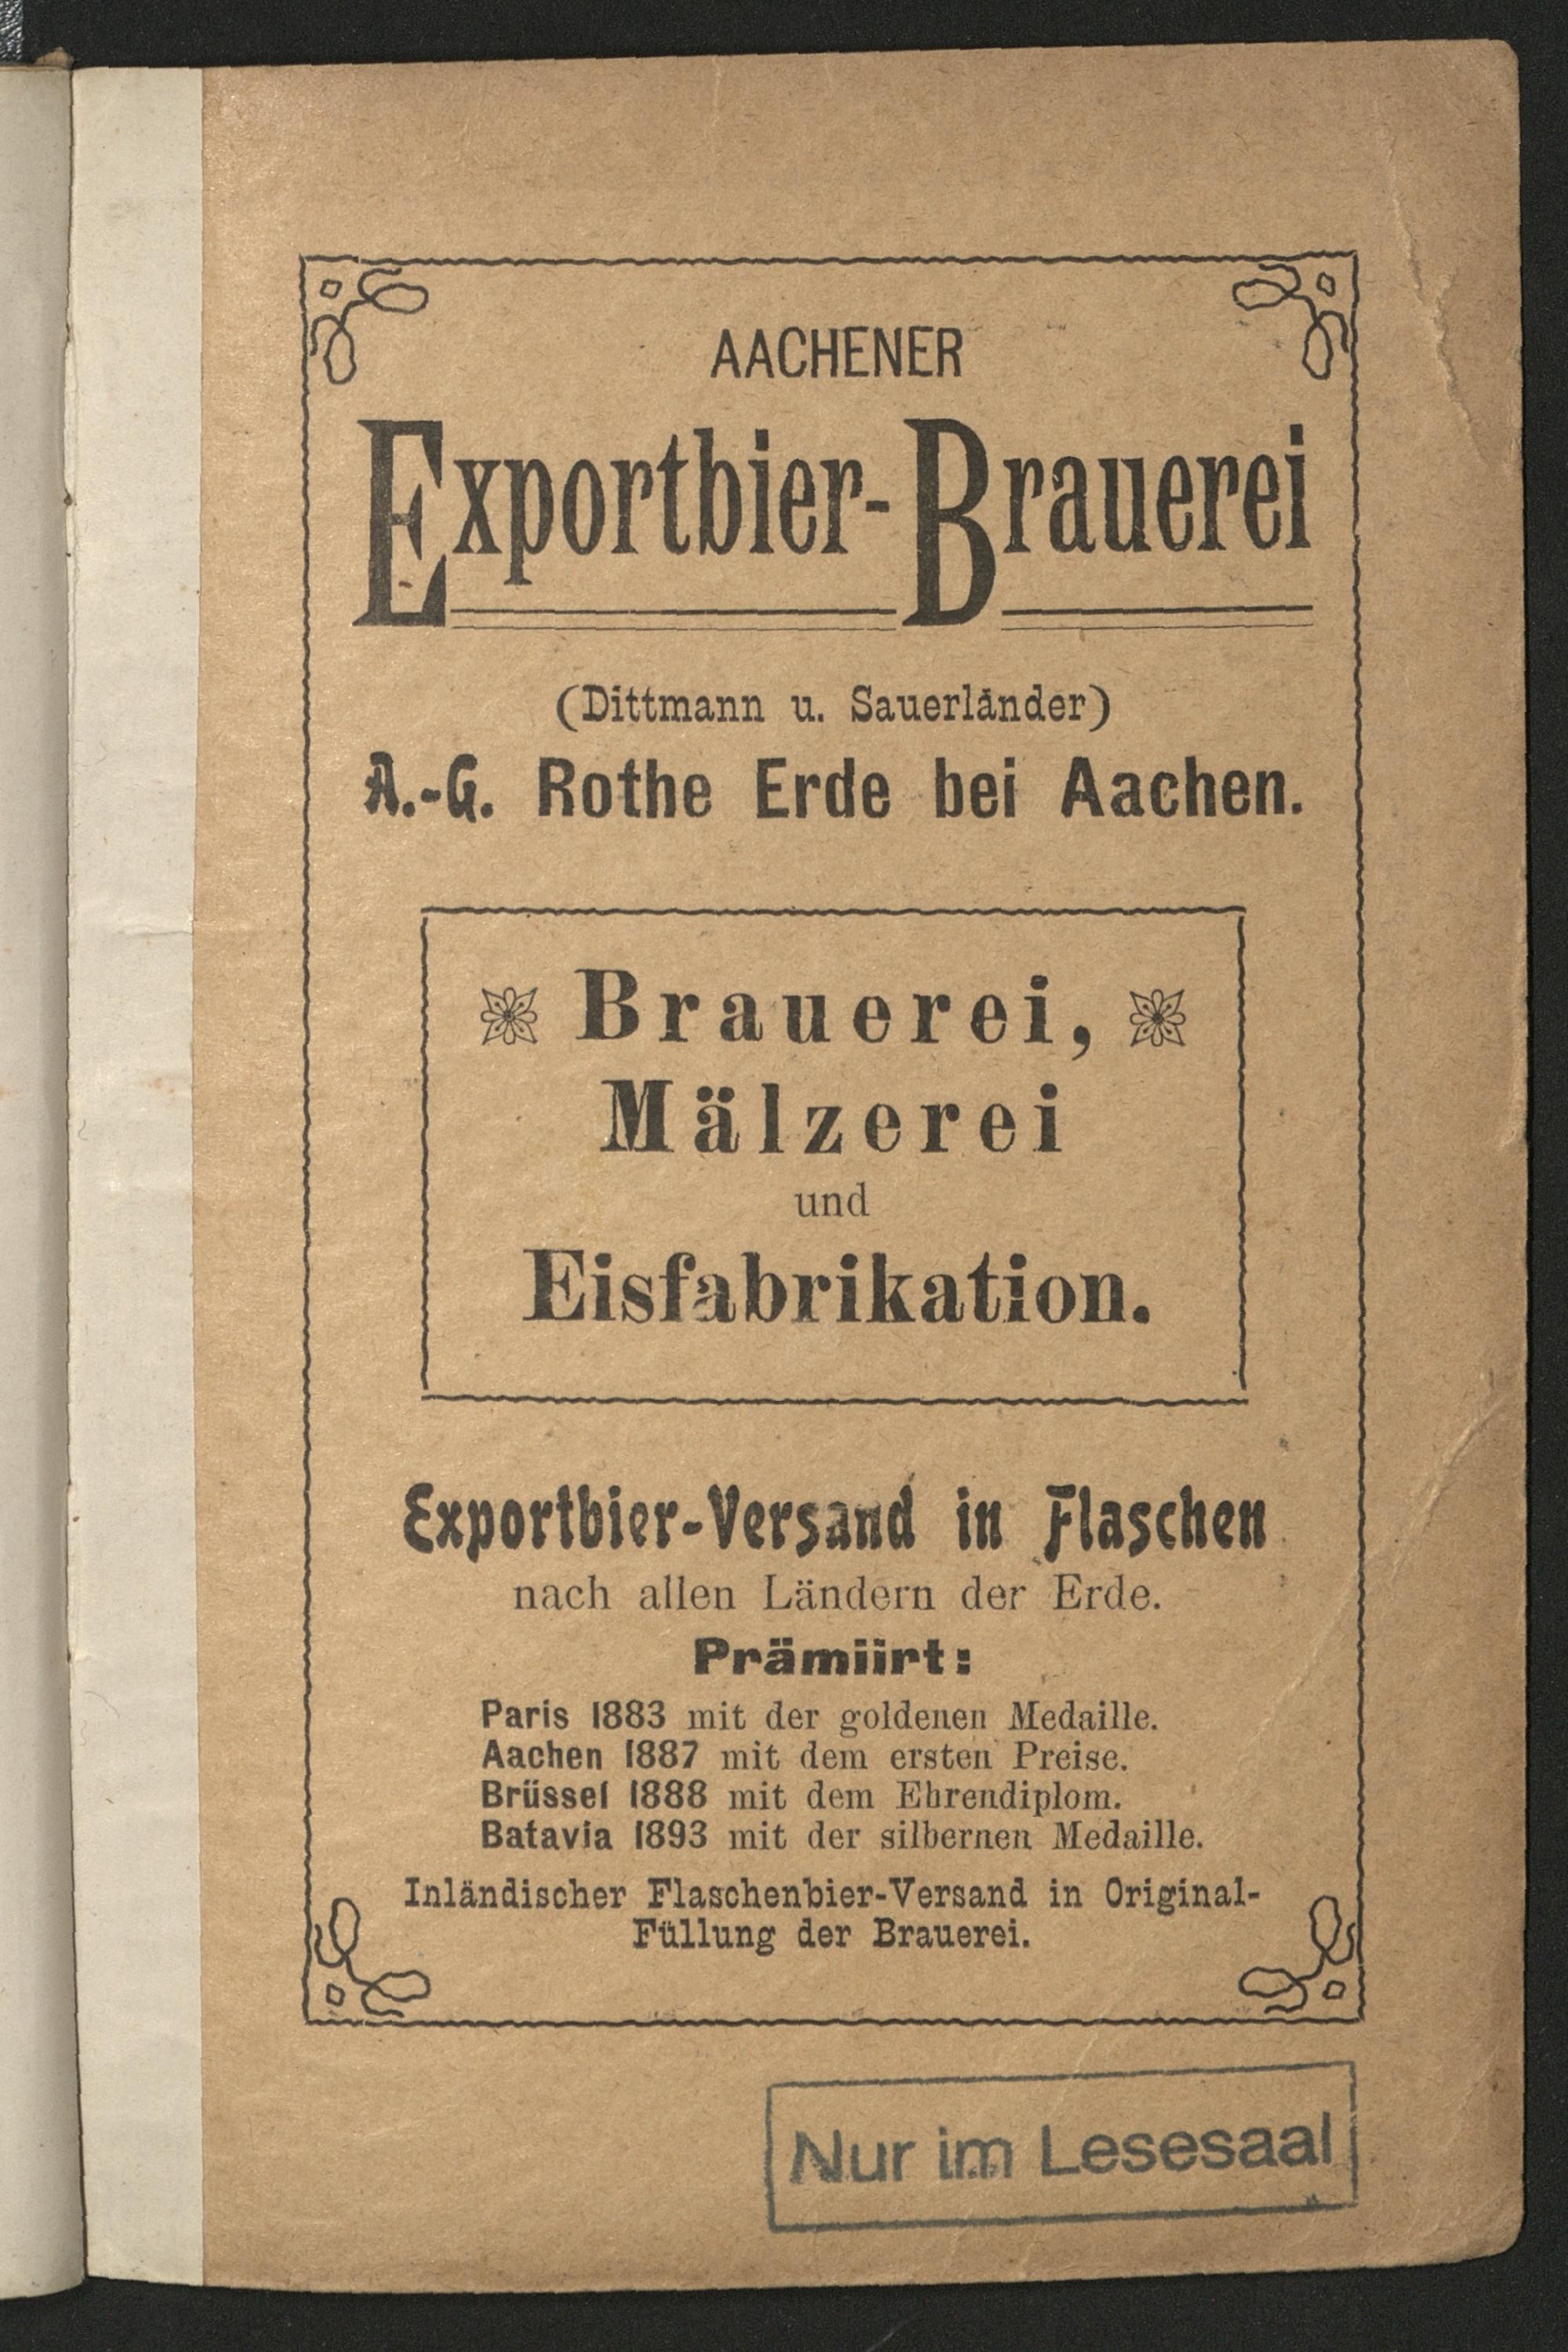 AACHENER
Exportbier-Brauerei
(Dittmann u. Sauerländer)
A.-G. Rothe Erde bei Aachen.
Brauerei,
Mälzerei
und
Eisfabrikation.
Exportbier-Versand in Flaschen
nach allen Ländern der Erde.
Prämiirt:
Paris 1883 mit der goldenen Medaille.
Aachen 1887 mit dem ersten Preise.
Brüssel 1888 mit dem Ehrendiplom.
Batavia 1893 mit der silbernen Medaille.
Inländischer Flaschenbier-Versand in Original-
Füllung der Brauerei.
Nur im Lesesaal